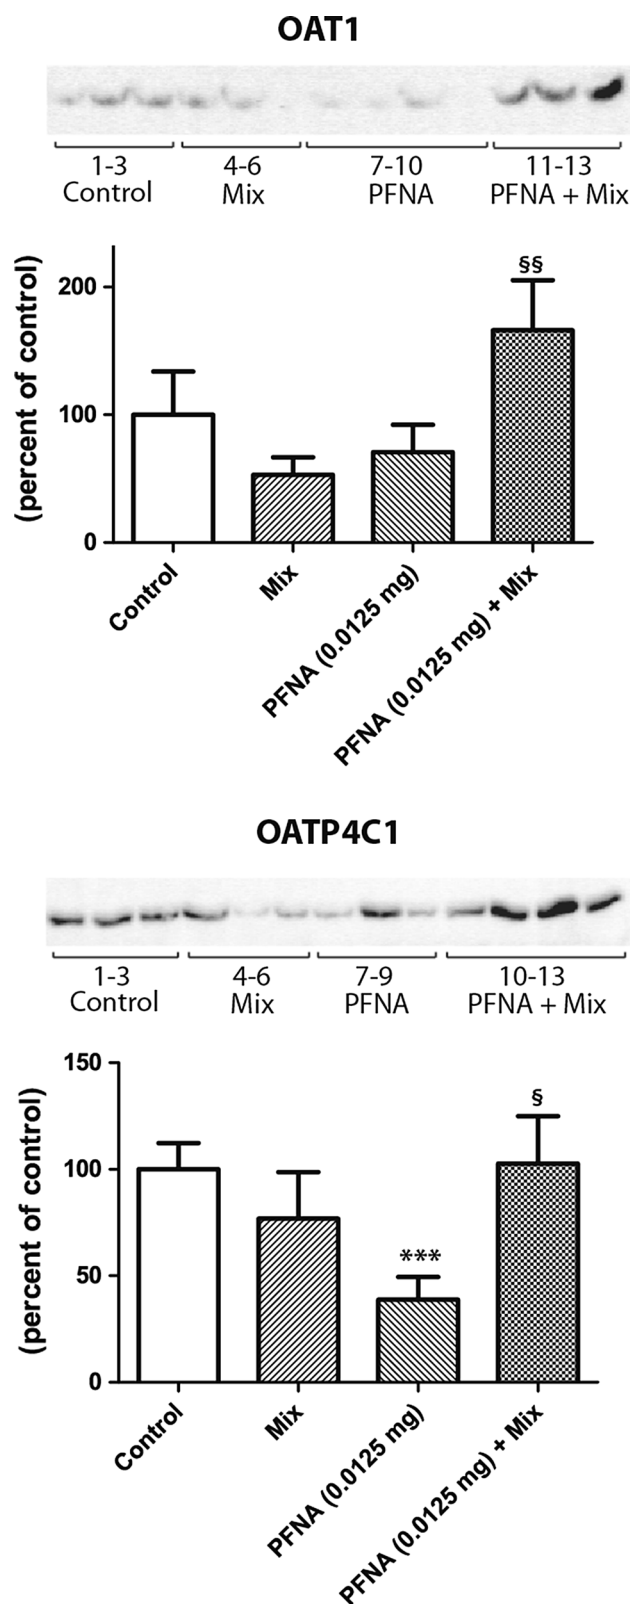 OAT1
1-3 4-6 7-10 11-13
Control Mix PFNA PFNA + Mix
(percent of control)
200
100
0
§§
Control
Mix
PFNA (0.0125 mg)
PFNA (0.0125 mg) + Mix
OATP4C1
1-3 4-6 7-9 10-13
Control Mix PFNA PFNA + Mix
(percent of control)
150
100
50
0
***
§
Control
Mix
PFNA (0.0125 mg)
PFNA (0.0125 mg) + Mix